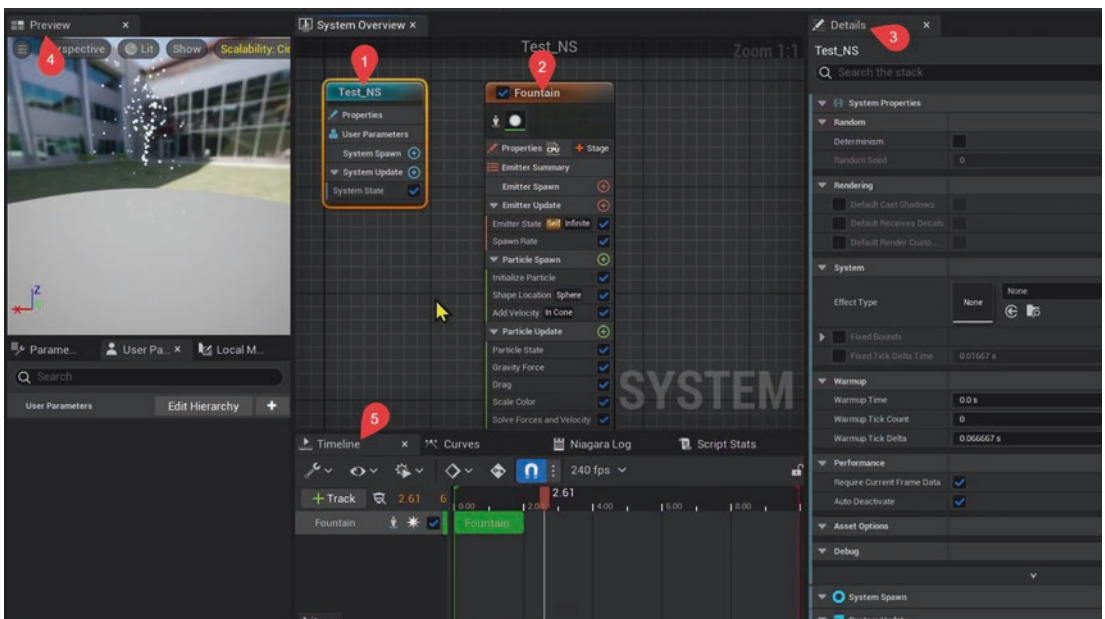 Preview ×
Perspective Lit Show Scalability:
4
Z
Parame...
User Pa... ×
Local M...
Search
User Parameters
Edit Hierarchy +
System Overview ×
Test_NS
Zoom 1:1
1
Test_NS
Properties
User Parameters
System Spawn
System Update
System State
2
Fountain
Properties CPU + Stage
Emitter Summary
Emitter Spawn
Emitter Update
Emitter State Self Infinite
Spawn Rate
Particle Spawn
Initialize Particle
Shape Location Sphere
Add Velocity In Cone
Particle Update
Particle State
Gravity Force
Drag
Scale Color
Solve Forces and Velocity
SYSTEM
5
Timeline ×
Curves
Niagara Log
Script Stats
240 fps
+ Track 2.61 6
2.61
0.00 2.00 4.00 6.00 8.00
Fountain
Fountain
Details ×
3
Test_NS
Search the stack
System Properties
Random
Determinism
Random Seed 0
Rendering
Default Cast Shadows
Default Receives Decals
Default Render Custo...
System
Effect Type None None
Fixed Bounds
Fixed Tick Delta Time 0.01667 s
Warmup
Warmup Time 0.0 s
Warmup Tick Count 0
Warmup Tick Delta 0.066667 s
Performance
Require Current Frame Data
Auto Deactivate
Asset Options
Debug
System Spawn